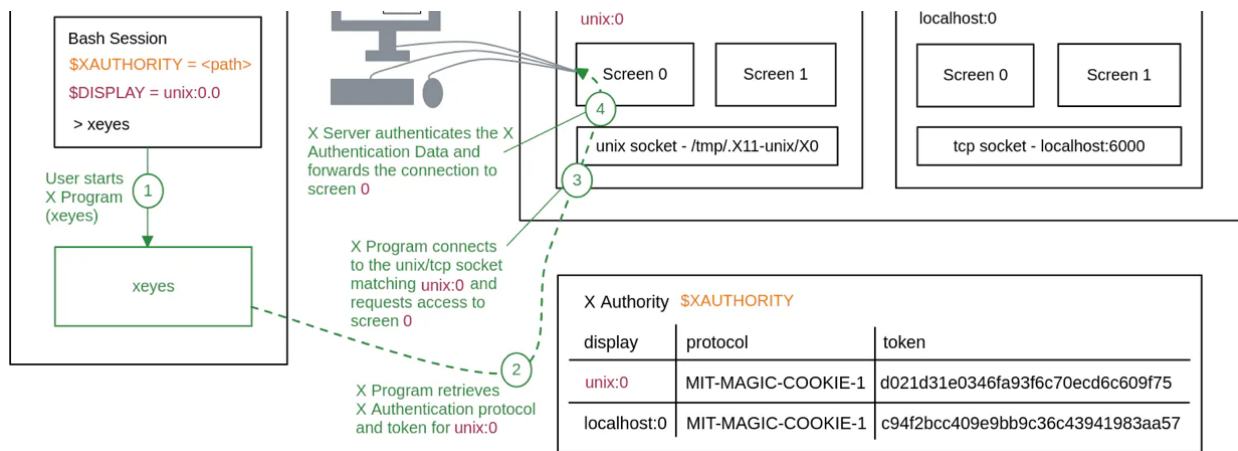 Bash Session
$XAUTHORITY = <path>
$DISPLAY = unix:0.0
> xeyes
User starts
X Program
(xeyes)
1
xeyes
unix:0
Screen 0
Screen 1
unix socket - /tmp/.X11-unix/X0
localhost:0
Screen 0
Screen 1
tcp socket - localhost:6000
4
X Server authenticates the X
Authentication Data and
forwards the connection to
screen 0
3
X Program connects
to the unix/tcp socket
matching unix:0 and
requests access to
screen 0
2
X Program retrieves
X Authentication protocol
and token for unix:0
X Authority $XAUTHORITY
display protocol token
unix:0 MIT-MAGIC-COOKIE-1 d021d31e0346fa93f6c70ecd6c609f75
localhost:0 MIT-MAGIC-COOKIE-1 c94f2bcc409e9bb9c36c43941983aa57